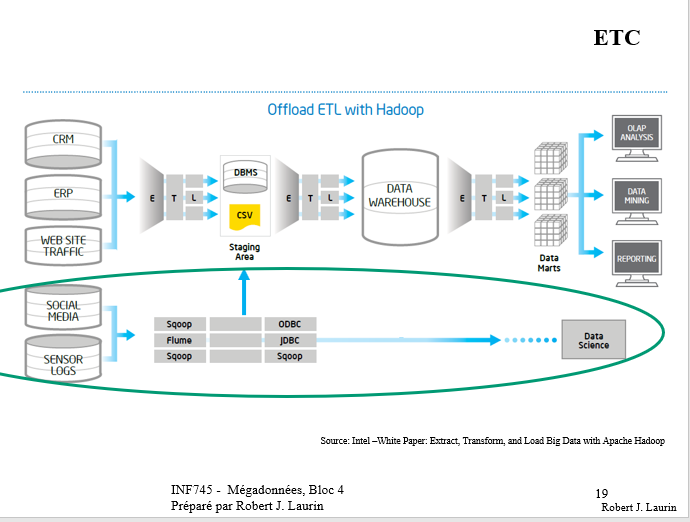 ETC
Offload ETL with Hadoop
CRM
ERP
WEB SITE
TRAFFIC
E T L
DBMS
CSV
Staging
Area
E T L
DATA
WAREHOUSE
E T L
Data
Marts
OLAP
ANALYSIS
DATA
MINING
REPORTING
SOCIAL
MEDIA
SENSOR
LOGS
Sqoop ODBC
Flume JDBC
Sqoop Sqoop
Data
Science
Source: Intel –White Paper: Extract, Transform, and Load Big Data with Apache Hadoop
INF745 - Mégadonnées, Bloc 4
Préparé par Robert J. Laurin
19
Robert J. Laurin